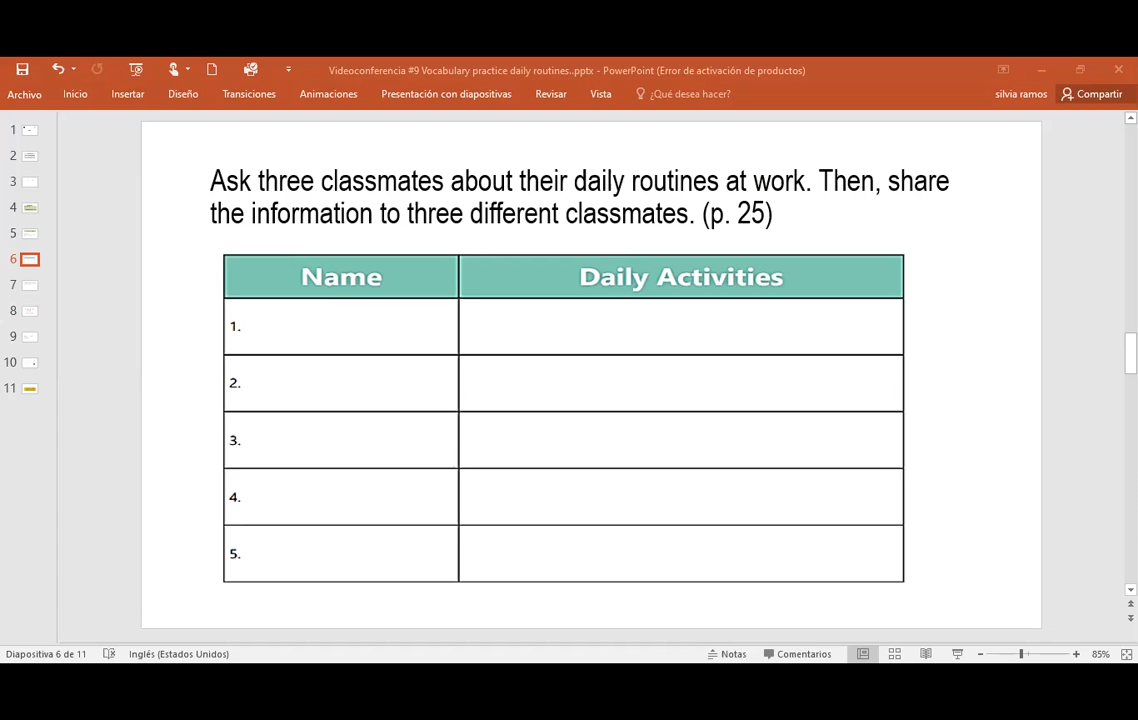 Videoconferencia #9 Vocabulary practice daily routines..pptx - PowerPoint (Error de activación de productos)
Archivo Inicio Insertar Diseño Transiciones Animaciones Presentación con diapositivas Revisar Vista ¿Qué desea hacer? silvia ramos Compartir
1
2
3
4
5
6
7
8
9
10
11
Ask three classmates about their daily routines at work. Then, share
the information to three different classmates. (p. 25)
Name Daily Activities
1.
2.
3.
4.
5.
Diapositiva 6 de 11 Inglés (Estados Unidos) Notas Comentarios 85%